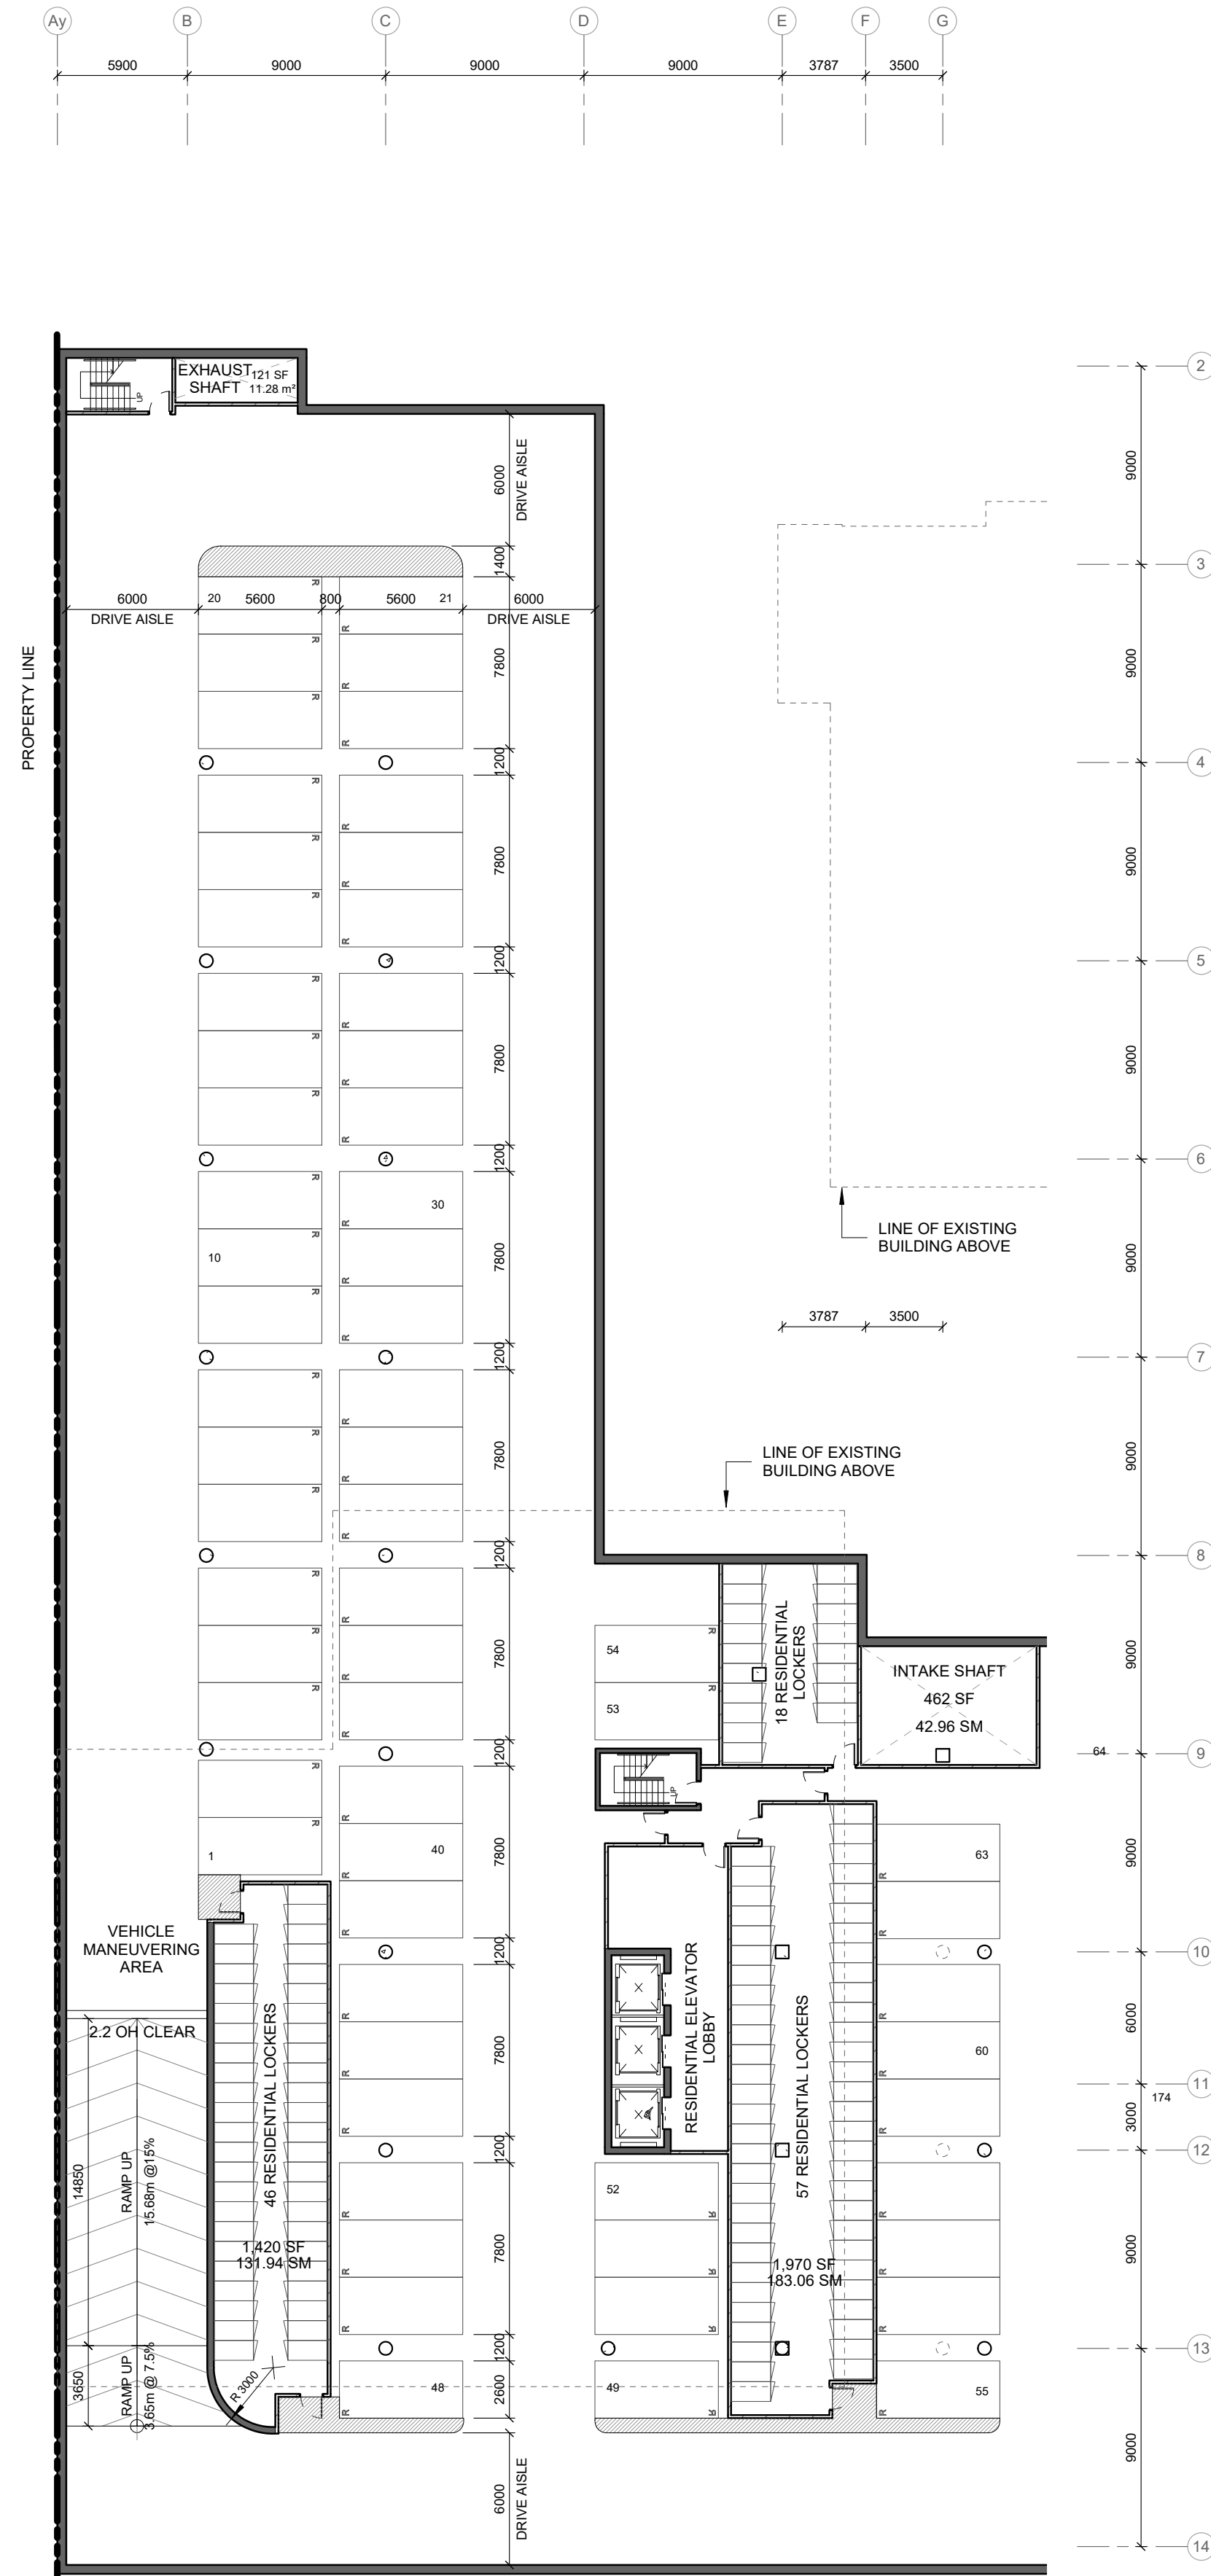 Ay
B
C
D
E
F
G
5900
9000
9000
9000
3787
3500
EXHAUST
SHAFT
121 SF
11.28 m²
UP
2
9000
6000
DRIVE AISLE
1400
3
R
6000
20
5600
800
5600
21
6000
DRIVE AISLE
DRIVE AISLE
R
R
R
R
R
7800
9000
PROPERTY LINE
1200
4
R
R
R
R
R
R
7800
9000
1200
5
R
R
R
R
R
R
7800
9000
1200
6
R
R
R
R
R
R
30
10
7800
9000
LINE OF EXISTING
BUILDING ABOVE
3787
3500
1200
7
R
R
R
R
R
R
7800
9000
LINE OF EXISTING
BUILDING ABOVE
1200
8
R
R
R
R
R
R
7800
9000
54
R
53
R
18 RESIDENTIAL
LOCKERS
INTAKE SHAFT
462 SF
42.96 SM
1200
64
9
UP
R
R
R
R
R
1
40
7800
63
R
R
9000
VEHICLE
MANEUVERING
AREA
1200
10
2.2 OH CLEAR
46 RESIDENTIAL LOCKERS
R
R
R
7800
RESIDENTIAL ELEVATOR
LOBBY
57 RESIDENTIAL LOCKERS
60
R
R
R
6000
11
174
3000
1200
12
14850
RAMP UP
15.68m @15%
1,420 SF
131.94 SM
R
R
R
7800
52
R
R
R
1,970 SF
183.06 SM
R
R
R
9000
1200
13
3650
RAMP UP
3.65m @ 7.5%
R 3000
48
R
2600
49
R
55
R
9000
6000
DRIVE AISLE
14